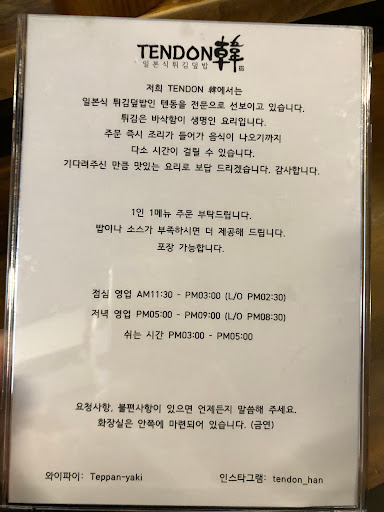 TENDON韓
일본식튀김덮밥
저희 TENDON 韓에서는
일본식 튀김덮밥인 텐동을 전문으로 선보이고 있습니다.
튀김은 바삭함이 생명인 요리입니다.
주문 즉시 조리가 들어가 음식이 나오기까지
다소 시간이 걸릴 수 있습니다.
기다려주신 만큼 맛있는 요리로 보답 드리겠습니다. 감사합니다.
1인 1메뉴 주문 부탁드립니다.
밥이나 소스가 부족하시면 더 제공해 드립니다.
포장 가능합니다.
점심 영업 AM11:30 - PM03:00 (L/O PM02:30)
저녁 영업 PM05:00 - PM09:00 (L/O PM08:30)
쉬는 시간 PM03:00 - PM05:00
요청사항, 불편사항이 있으면 언제든지 말씀해 주세요.
화장실은 안쪽에 마련되어 있습니다. (금연)
와이파이: Teppan-yaki 인스타그램: tendon_han